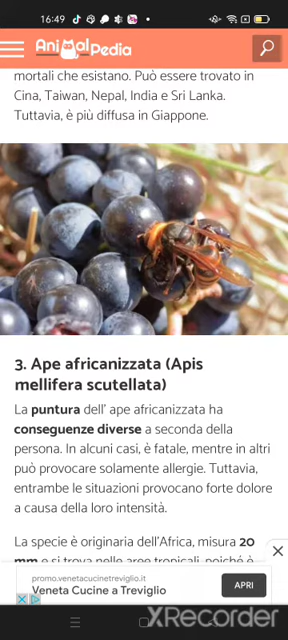 16:49
AnimalPedia
mortali che esistano. Può essere trovato in
Cina, Taiwan, Nepal, India e Sri Lanka.
Tuttavia, è più diffusa in Giappone.
3. Ape africanizzata (Apis
mellifera scutellata)
La puntura dell' ape africanizzata ha
conseguenze diverse a seconda della
persona. In alcuni casi, è fatale, mentre in altri
può provocare solamente allergie. Tuttavia,
entrambe le situazioni provocano forte dolore
a causa della loro intensità.
La specie è originaria dell'Africa, misura 20
mm e si trova nelle aree tropicali, poiché è
promo.venetacucinetreviglio.it
Veneta Cucine a Treviglio
APRI
XRecorder